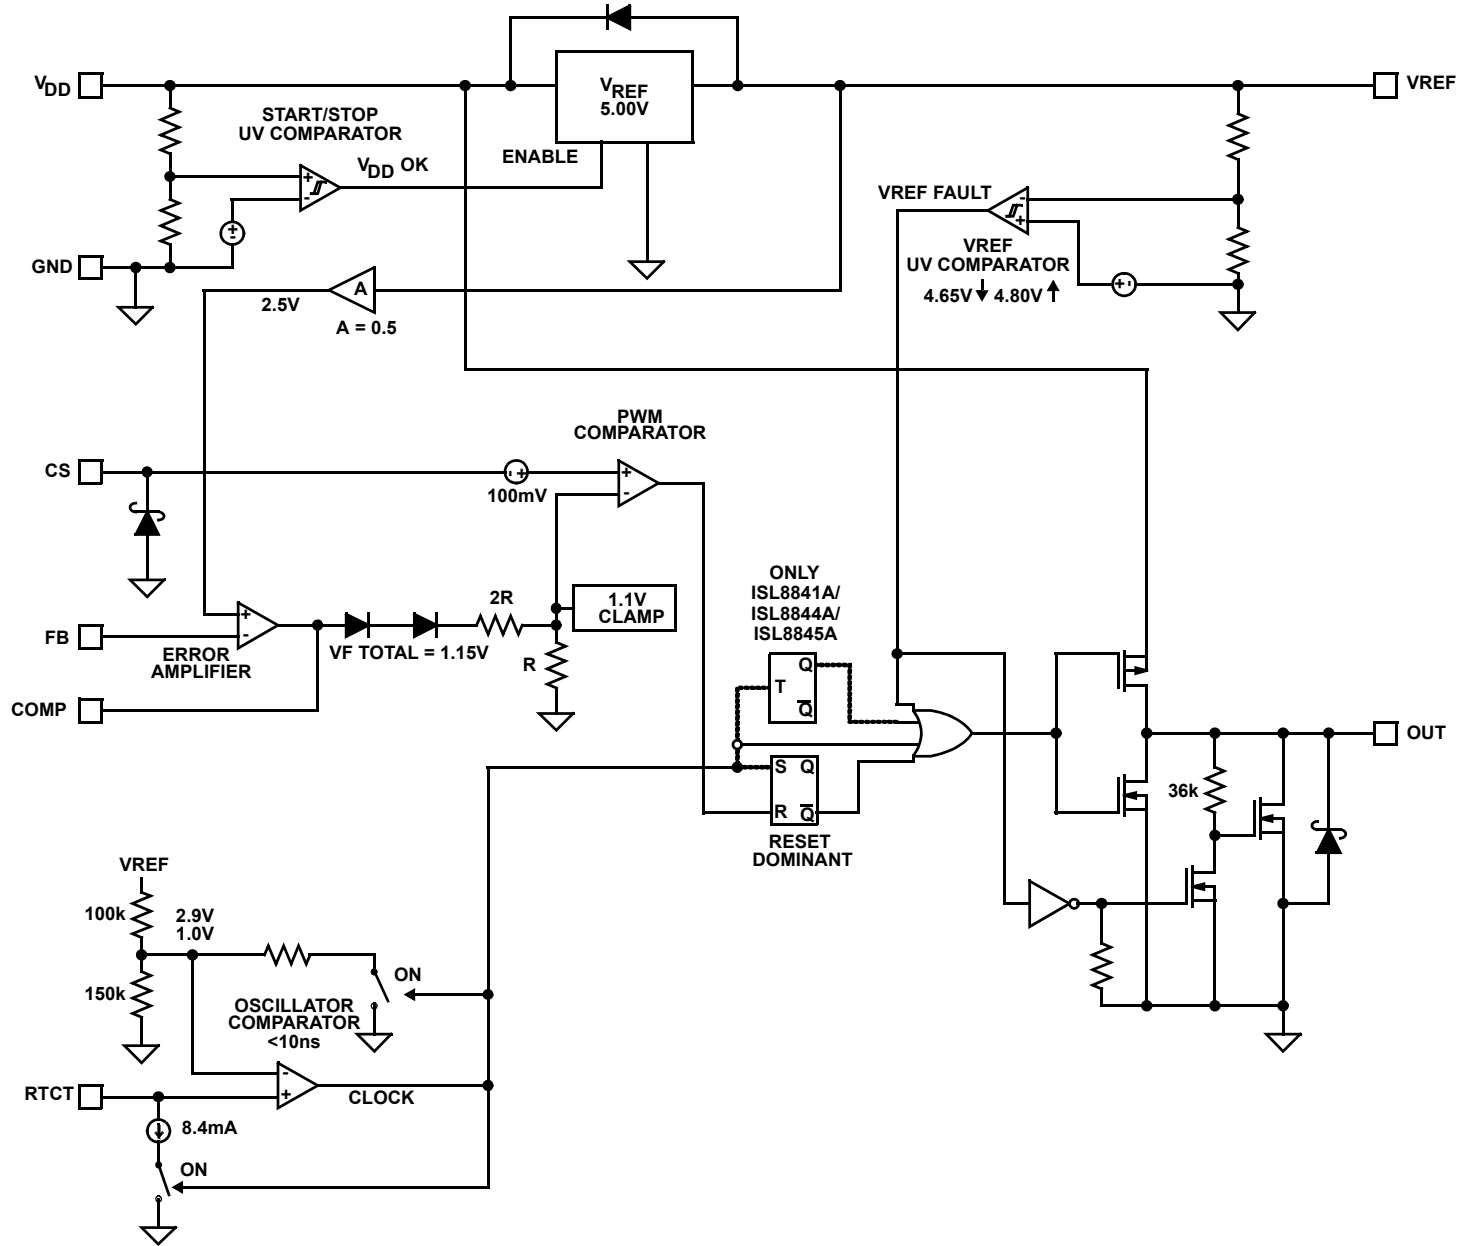 VDD
VREF
5.00V
VREF
START/STOP
UV COMPARATOR
VDD OK
ENABLE
+
-
+
-
GND
VREF FAULT
-
+
VREF
UV COMPARATOR
4.65V 4.80V
+ -
2.5V
A
A = 0.5
PWM
COMPARATOR
CS
- +
100mV
+
-
ONLY
ISL8841A/
ISL8844A/
ISL8845A
2R
1.1V
CLAMP
+
-
FB
ERROR
AMPLIFIER
VF TOTAL = 1.15V
R
COMP
Q
T
Q
OUT
S Q
R Q
RESET
DOMINANT
36k
VREF
100k
2.9V
1.0V
150k
ON
OSCILLATOR
COMPARATOR
<10ns
-
+
RTCT
CLOCK
8.4mA
ON